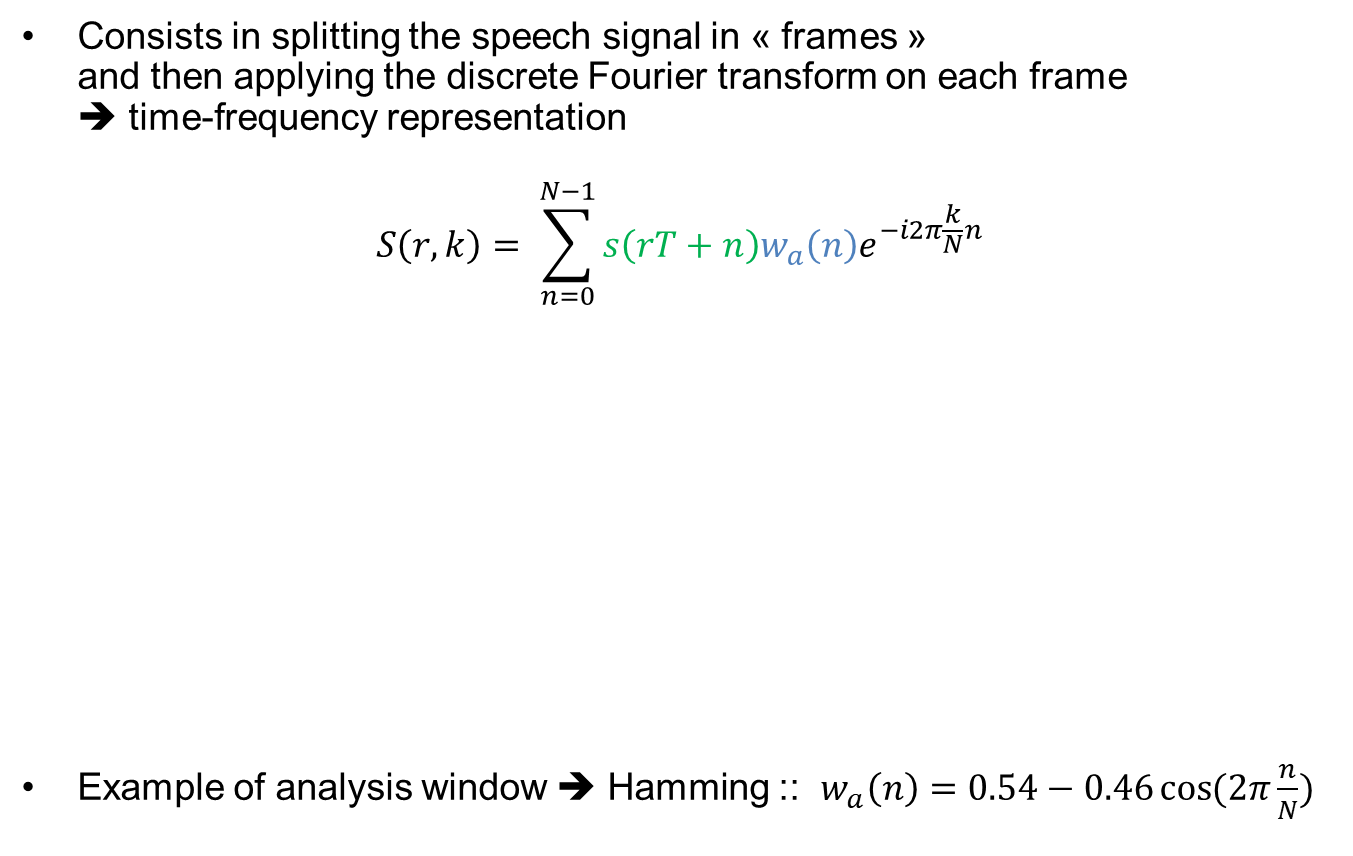 • Consists in splitting the speech signal in « frames »
and then applying the discrete Fourier transform on each frame
➔ time-frequency representation
S(r, k) = ∑_{n=0}^{N−1} s(rT + n)w_a(n)e^{−i2π\frac{k}{N}n}
• Example of analysis window ➔ Hamming :: w_a(n) = 0.54 − 0.46 cos(2π\frac{n}{N})